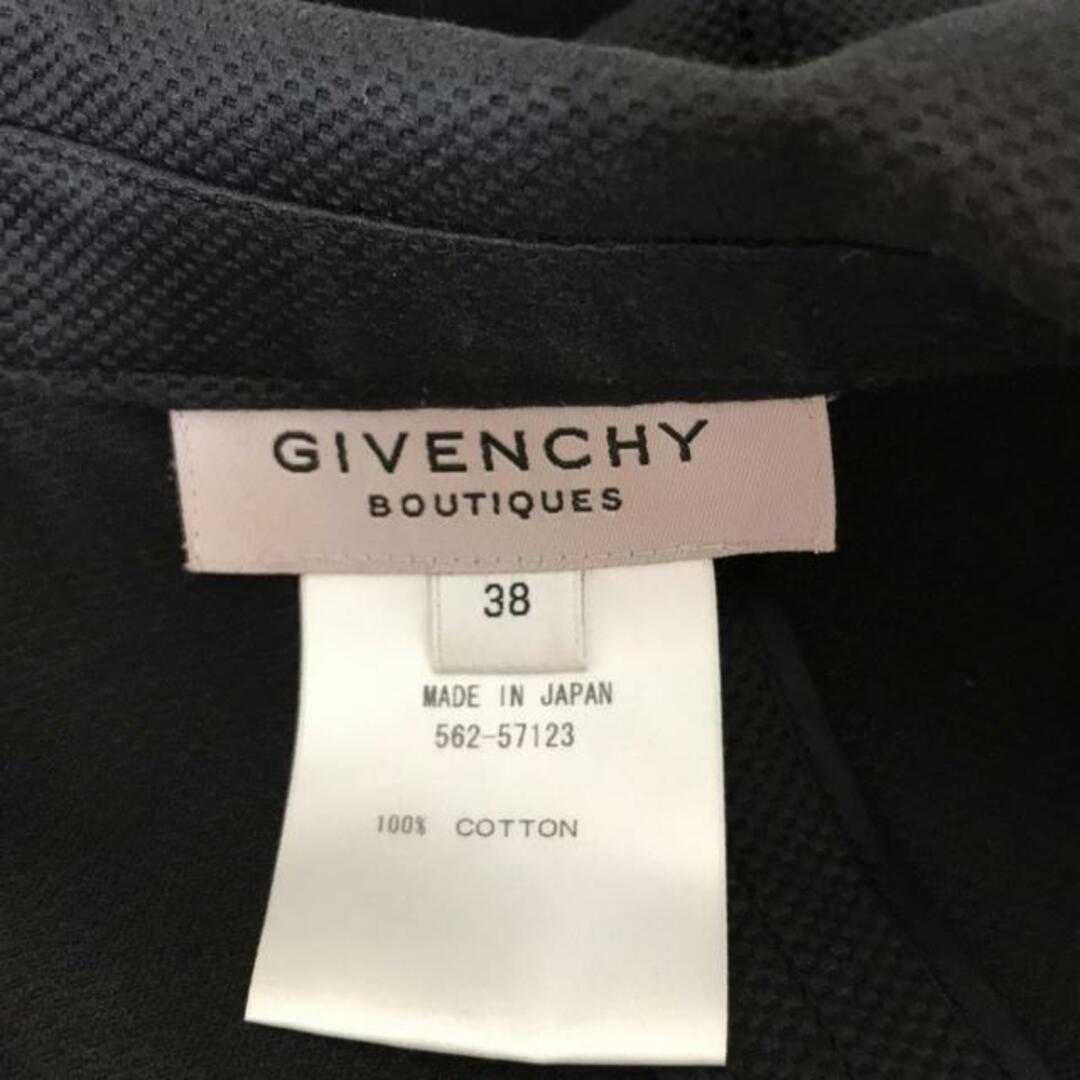 GIVENCHY
BOUTIQUES
38
MADE IN JAPAN
562-57123
100% COTTON